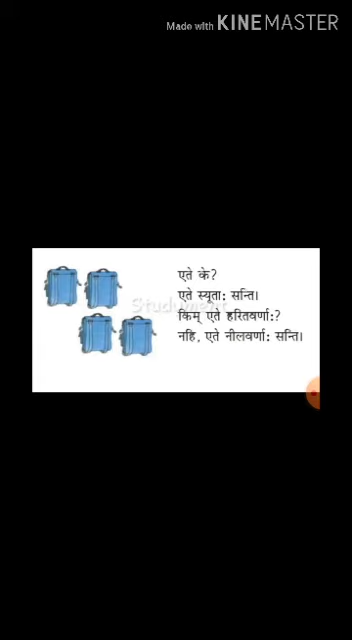 Made with KINEMASTER
एते के?
एते स्यूता: सन्ति।
किम् एते हरितवर्णा:?
नहि, एते नीलवर्णा: सन्ति।